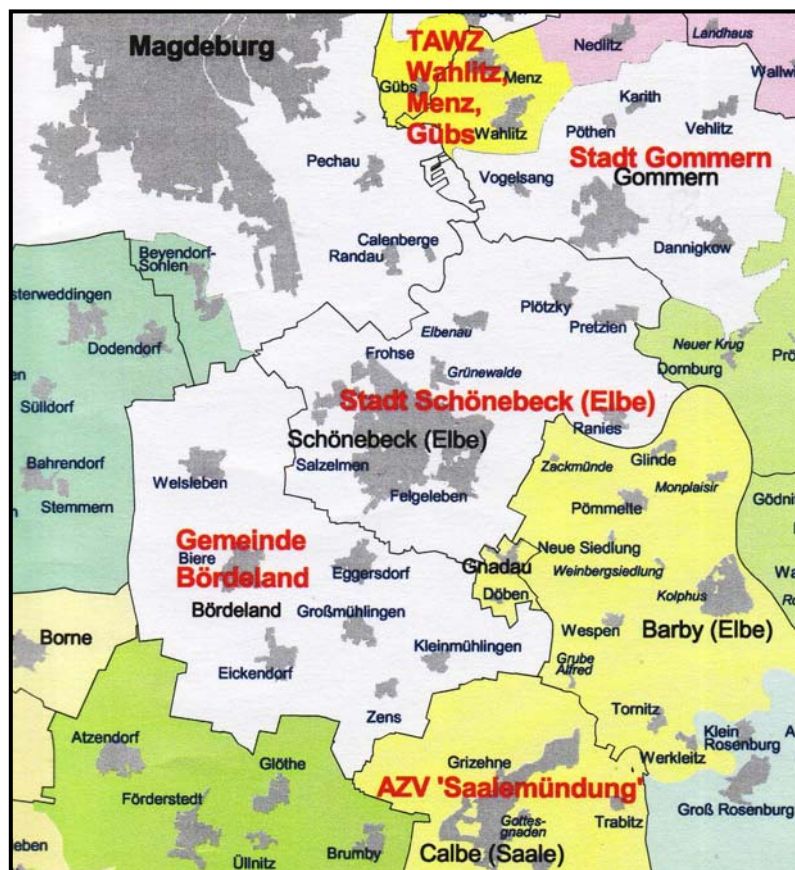 Magdeburg
TAWZ
Wahlitz,
Menz,
Gübs
Gübs
Menz
Wahlitz
Nedlitz
Landhaus
Karith
Pöthen
Vehlitz
Stadt Gommern
Gommern
Vogelsang
Dannigkow
Pechau
Calenberge
Randau
Beyendorf-
Sohlen
sterweddingen
Dodendorf
Sülldorf
Bahrendorf
Stemmern
Plötzky
Pretzien
Elbenau
Frohse
Grünewalde
Neuer Krug
Dornburg
Stadt Schönebeck (Elbe)
Schönebeck (Elbe)
Ranies
Salzelmen
Felgeleben
Welsleben
Zackmünde
Glinde
Monplaisir
Pömmelte
Gemeinde
Bördeland
Biere
Eggersdorf
Bördeland
Großmühlingen
Kleinmühlingen
Eickendorf
Zens
Gnadau
Döben
Neue Siedlung
Weinbergsiedlung
Kolphus
Wespen
Barby (Elbe)
Grube
Alfred
Tornitz
Werkleitz
Klein
Rosenburg
Groß Rosenburg
Borne
Atzendorf
Glöthe
Förderstedt
Üllnitz
Brumby
Grizehne
AZV 'Saalemündung'
Gottes-
gnaden
Trabitz
Calbe (Saale)